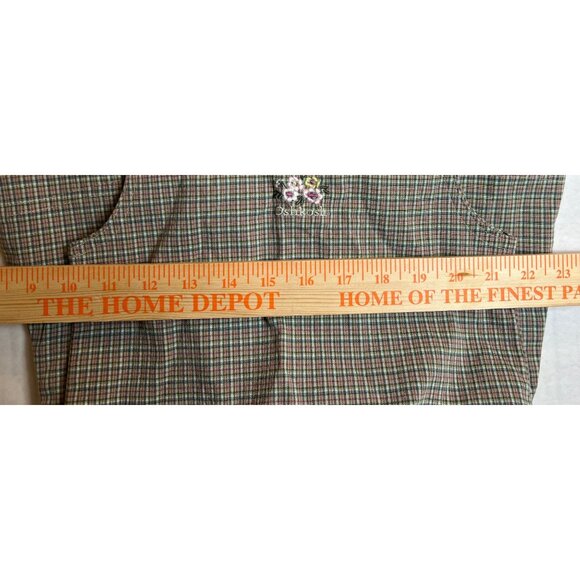 OshKosh
9 10 11 12 13 14 15 16 17 18 19 20 21 22 23
THE HOME DEPOT HOME OF THE FINEST PA